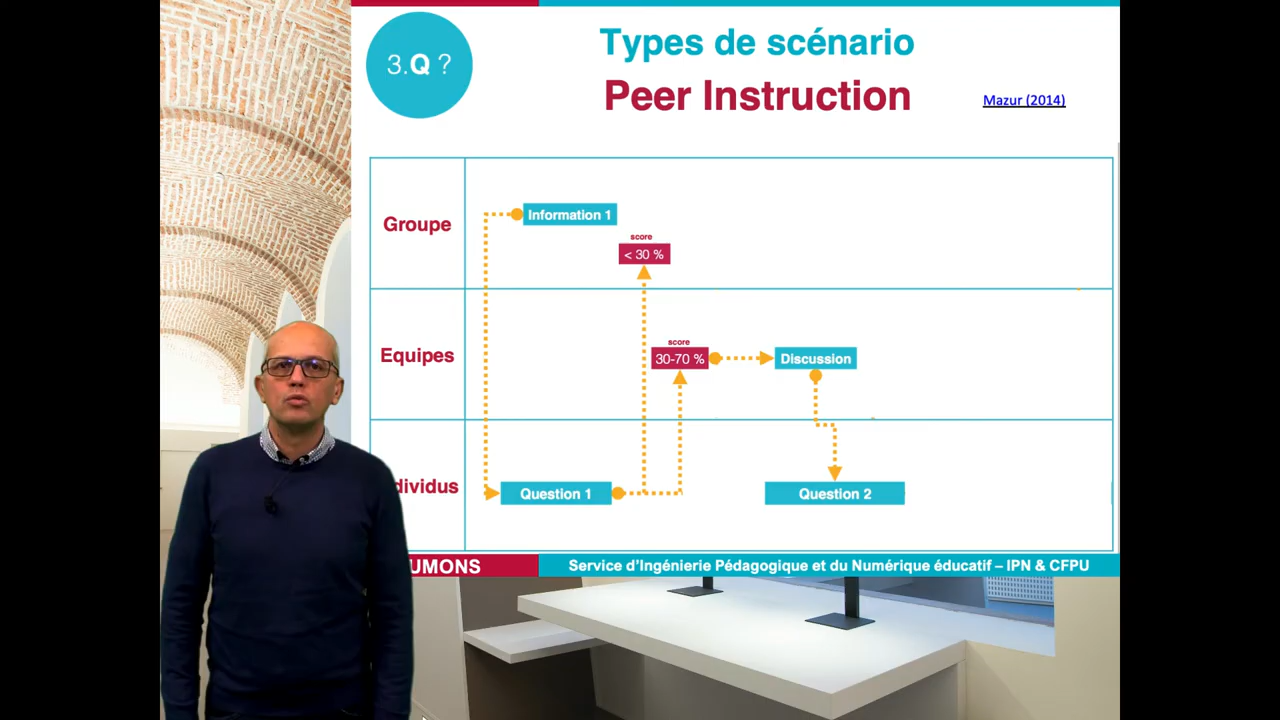 3.Q ?
Types de scénario
Peer Instruction
Mazur (2014)
Groupe
Information 1
score
< 30 %
Equipes
score
30-70 %
Discussion
dividus
Question 1
Question 2
UMONS
Service d'Ingénierie Pédagogique et du Numérique éducatif – IPN & CFPU